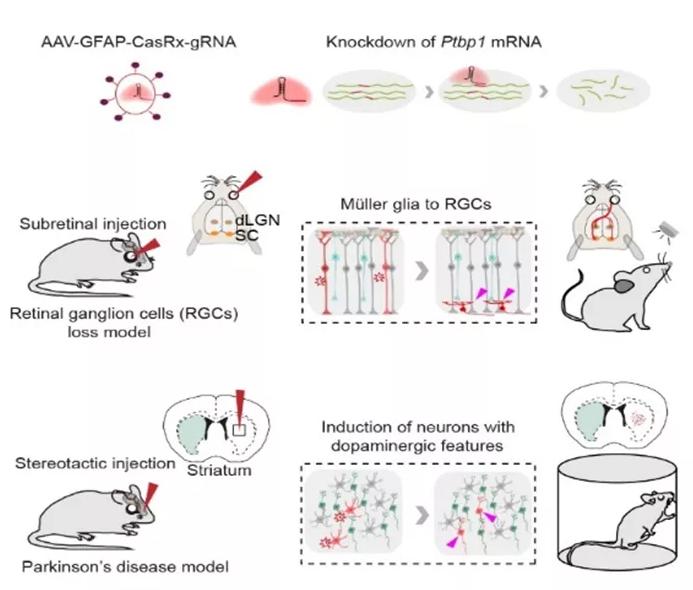 AAV-GFAP-CasRx-gRNA
Knockdown of Ptbp1 mRNA
Subretinal injection
dLGN
SC
Retinal ganglion cells (RGCs)
loss model
Müller glia to RGCs
Stereotactic injection
Striatum
Parkinson's disease model
Induction of neurons with
dopaminergic features